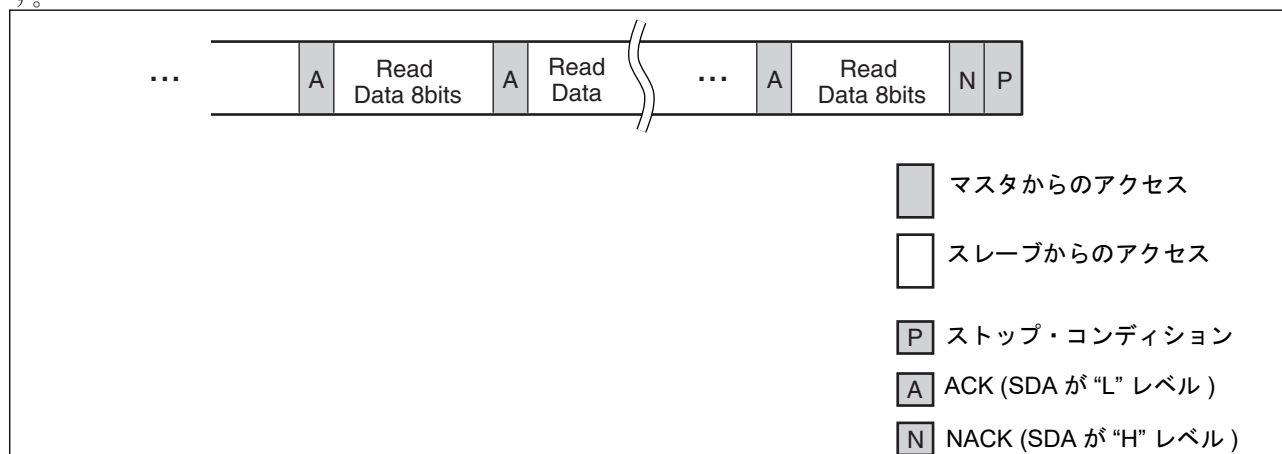 す。
... A Read Data 8bits A Read Data ... A Read Data 8bits N P
マスタからのアクセス
スレーブからのアクセス
P ストップ・コンディション
A ACK (SDA が “L” レベル )
N NACK (SDA が “H” レベル )